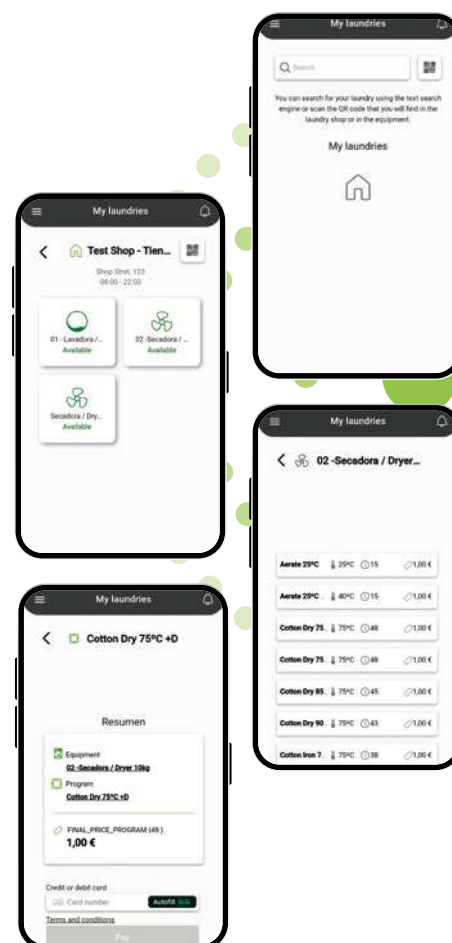 My laundries
Search
You can search for your laundry using the text search
engine or scan the QR code that you will find in the
laundry shop or in the equipment.
My laundries
My laundries
Test Shop - Tien...
Shop Stret, 123
08:00 - 22:00
01 - Lavadora /...
Available
02 -Secadora / ...
Available
Secadora / Dry...
Available
My laundries
02 -Secadora / Dryer...
Aerate 25ºC 25ºC 15 1,00 €
Aerate 25ºC.. 40ºC 15 1,00 €
Cotton Dry 75.. 75ºC 48 1,00 €
Cotton Dry 75.. 75ºC 48 1,00 €
Cotton Dry 85.. 75ºC 45 1,00 €
Cotton Dry 90.. 75ºC 43 1,00 €
Cotton Iron 7.. 75ºC 38 1,00 €
My laundries
Cotton Dry 75ºC +D
Resumen
Equipment
02 -Secadora / Dryer 10kg
Program
Cotton Dry 75ºC +D
FINAL_PRICE_PROGRAM (48 )
1,00 €
Credit or debit card
Card number
Autofill link
Terms and conditions
Pay